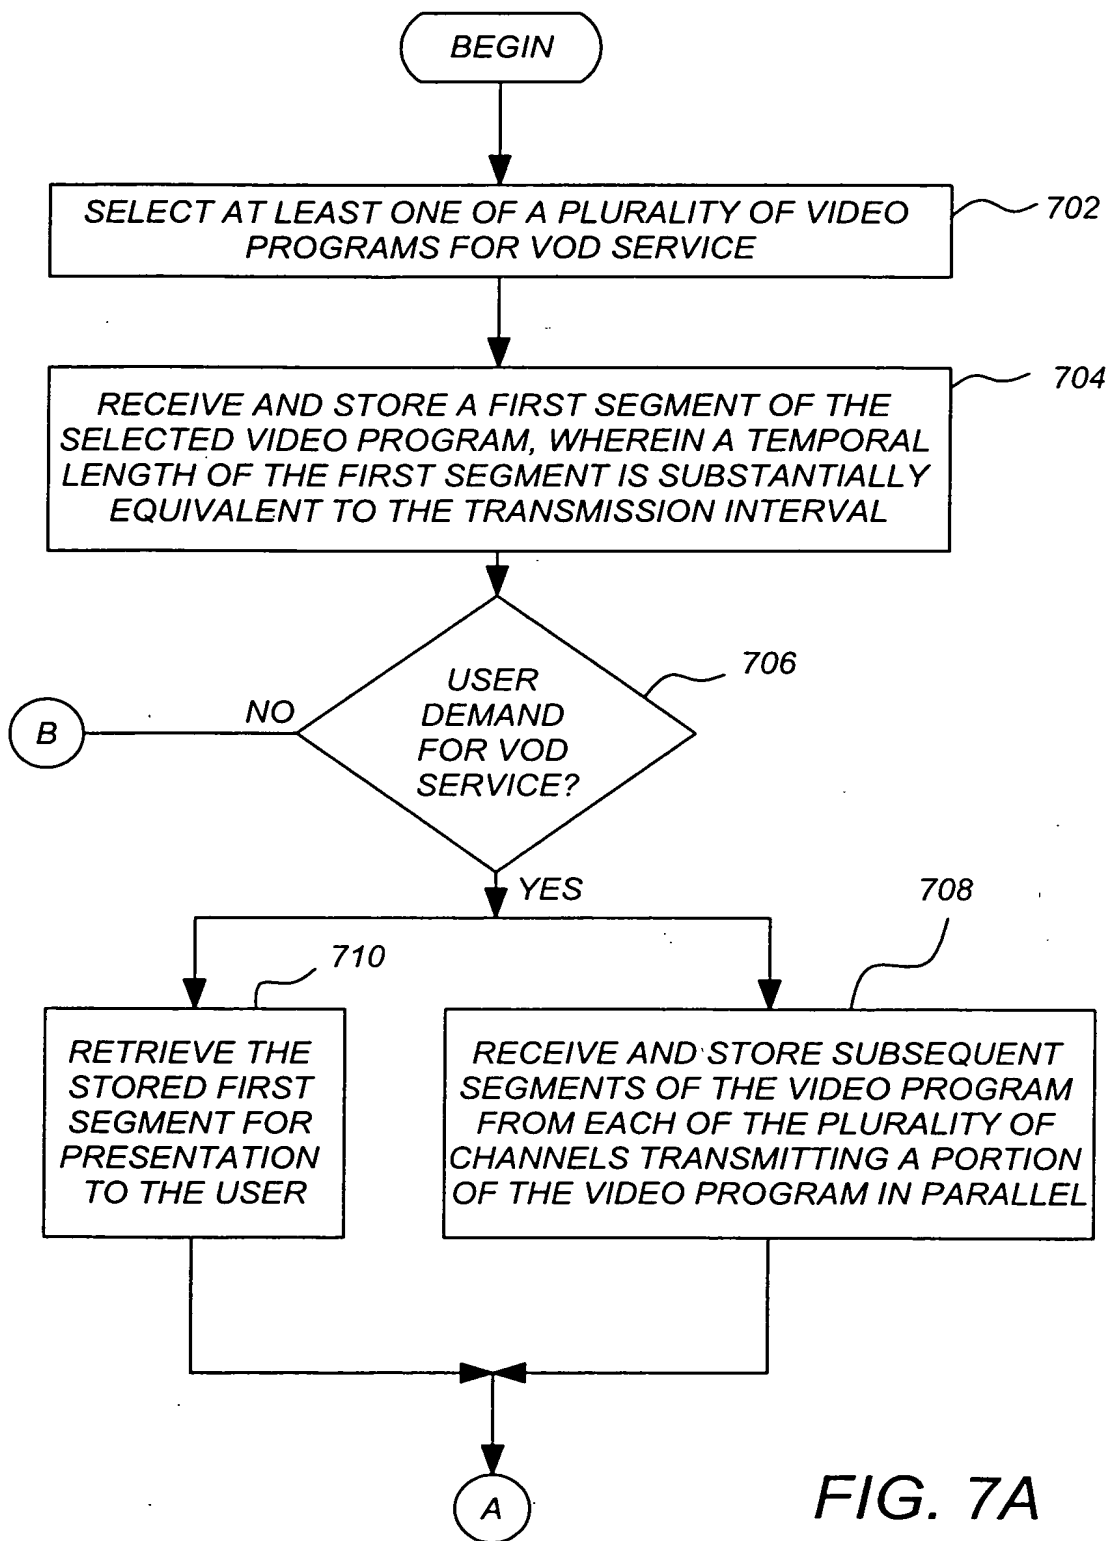 BEGIN
SELECT AT LEAST ONE OF A PLURALITY OF VIDEO
PROGRAMS FOR VOD SERVICE
702
RECEIVE AND STORE A FIRST SEGMENT OF THE
SELECTED VIDEO PROGRAM, WHEREIN A TEMPORAL
LENGTH OF THE FIRST SEGMENT IS SUBSTANTIALLY
EQUIVALENT TO THE TRANSMISSION INTERVAL
704
USER
DEMAND
FOR VOD
SERVICE?
706
NO
B
YES
710
RETRIEVE THE
STORED FIRST
SEGMENT FOR
PRESENTATION
TO THE USER
708
RECEIVE AND STORE SUBSEQUENT
SEGMENTS OF THE VIDEO PROGRAM
FROM EACH OF THE PLURALITY OF
CHANNELS TRANSMITTING A PORTION
OF THE VIDEO PROGRAM IN PARALLEL
A
FIG. 7A